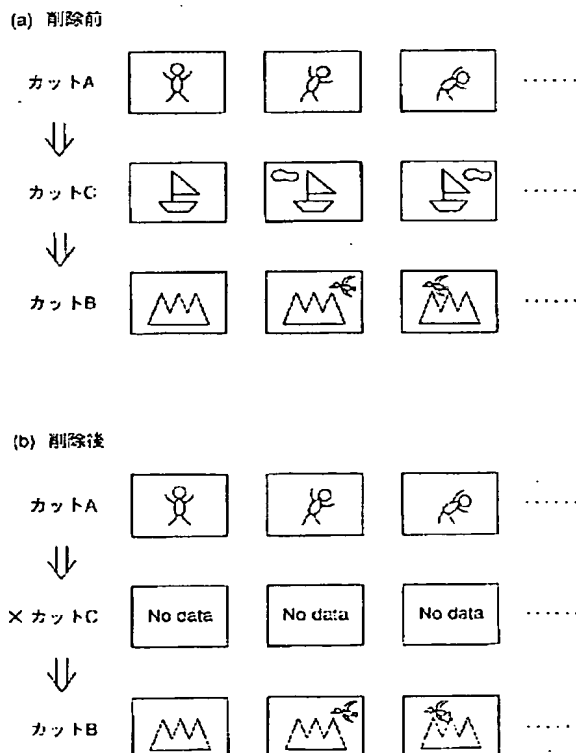 (a) 削除前
カットA
カットC
カットB
(b) 削除後
カットA
× カットC No data No data No data
カットB